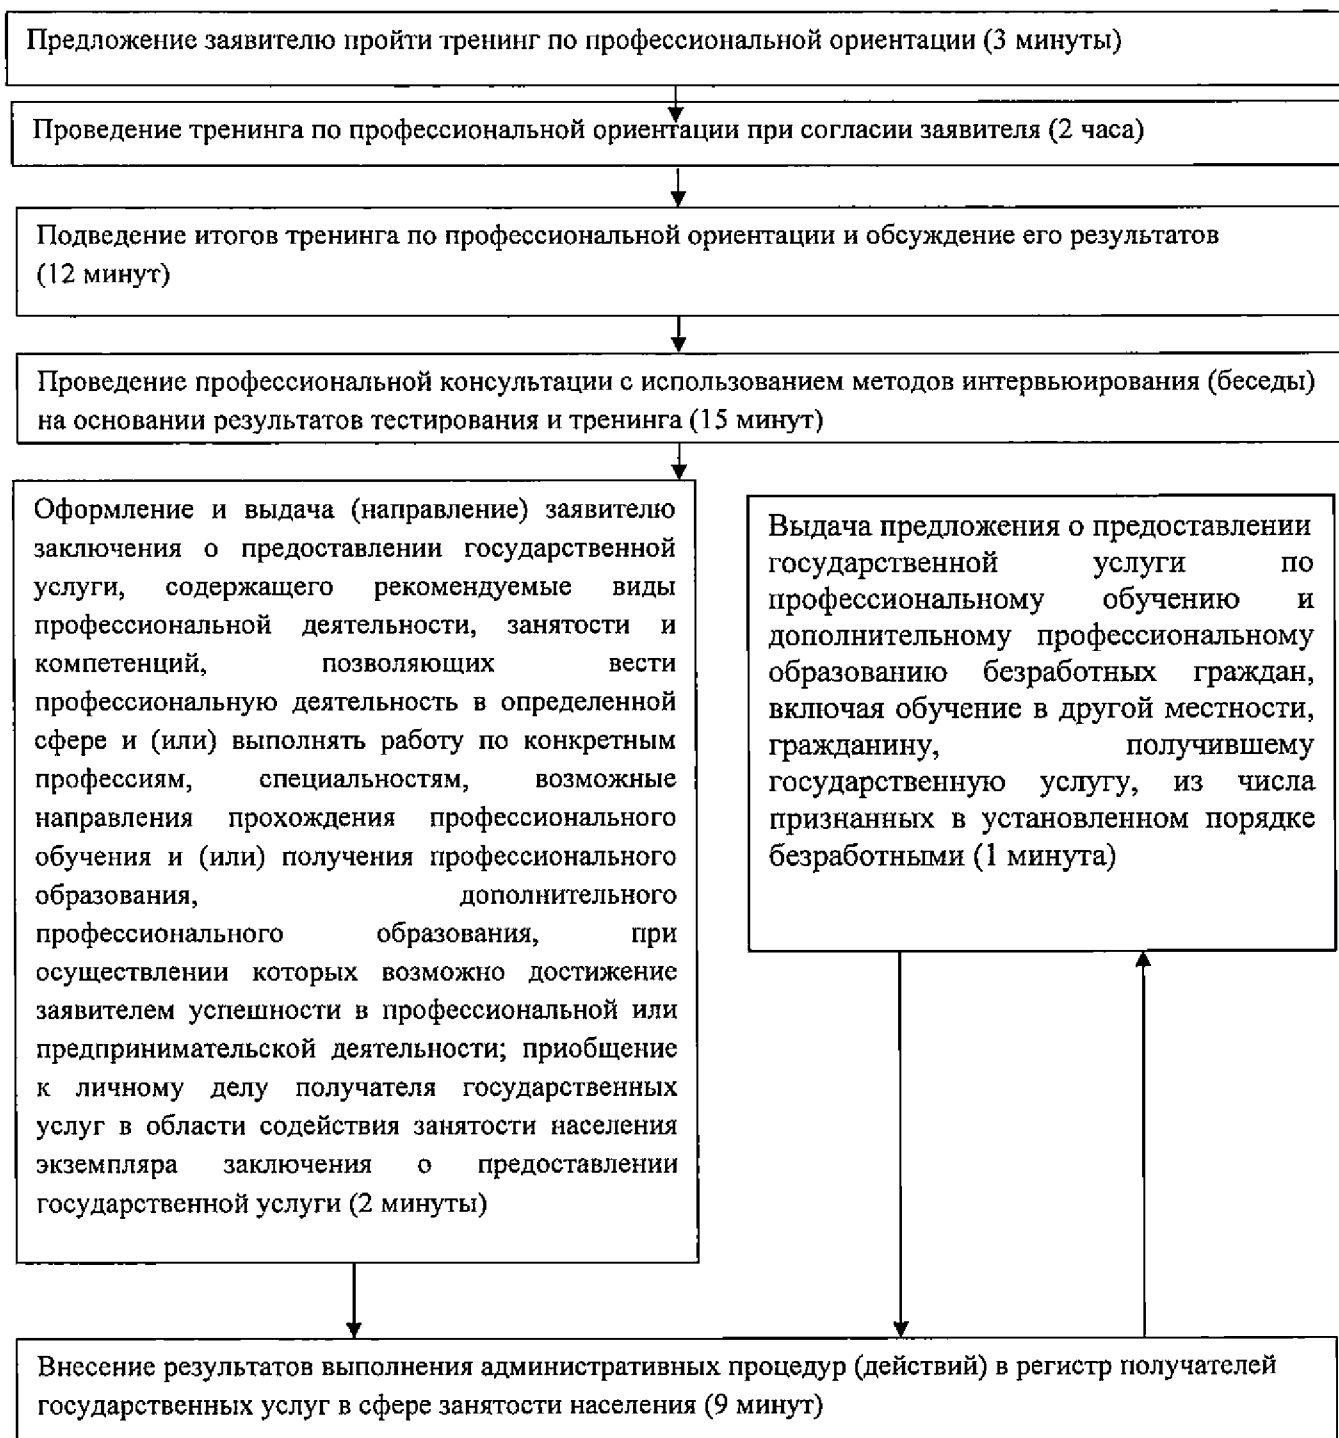 Предложение заявителю пройти тренинг по профессиональной ориентации (3 минуты)
Проведение тренинга по профессиональной ориентации при согласии заявителя (2 часа)
Подведение итогов тренинга по профессиональной ориентации и обсуждение его результатов
(12 минут)
Проведение профессиональной консультации с использованием методов интервьюирования (беседы)
на основании результатов тестирования и тренинга (15 минут)
Оформление и выдача (направление) заявителю
заключения о предоставлении государственной
услуги, содержащего рекомендуемые виды
профессиональной деятельности, занятости и
компетенций, позволяющих вести
профессиональную деятельность в определенной
сфере и (или) выполнять работу по конкретным
профессиям, специальностям, возможные
направления прохождения профессионального
обучения и (или) получения профессионального
образования, дополнительного
профессионального образования, при
осуществлении которых возможно достижение
заявителем успешности в профессиональной или
предпринимательской деятельности; приобщение
к личному делу получателя государственных
услуг в области содействия занятости населения
экземпляра заключения о предоставлении
государственной услуги (2 минуты)
Выдача предложения о предоставлении
государственной услуги по
профессиональному обучению и
дополнительному профессиональному
образованию безработных граждан,
включая обучение в другой местности,
гражданину, получившему
государственную услугу, из числа
признанных в установленном порядке
безработными (1 минута)
Внесение результатов выполнения административных процедур (действий) в регистр получателей
государственных услуг в сфере занятости населения (9 минут)